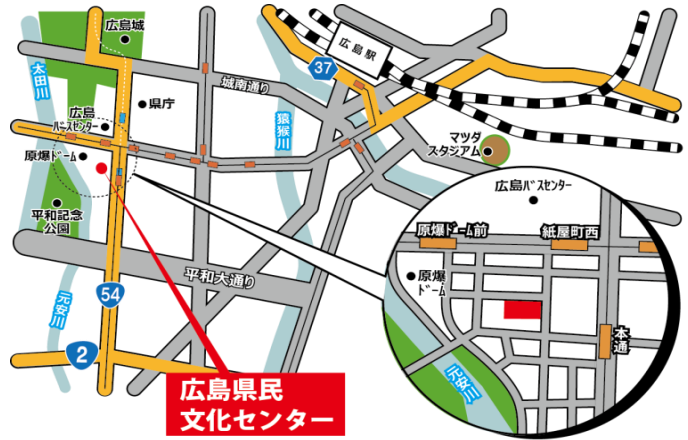 広島城
広島駅
37
太田川
城南通り
県庁
広島
バスセンター
猿猴川
マツダ
スタジアム
原爆ドーム
平和記念
公園
平和大通り
元安川
54
2
広島県民
文化センター
広島バスセンター
原爆ドーム前
紙屋町西
原爆
ドーム
本通
元安川